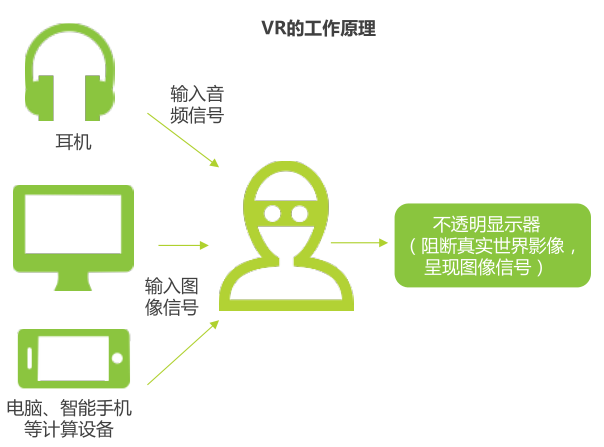 VR的工作原理
输入音
频信号
耳机
不透明显示器
（阻断真实世界影像，
呈现图像信号）
输入图
像信号
电脑、智能手机
等计算设备